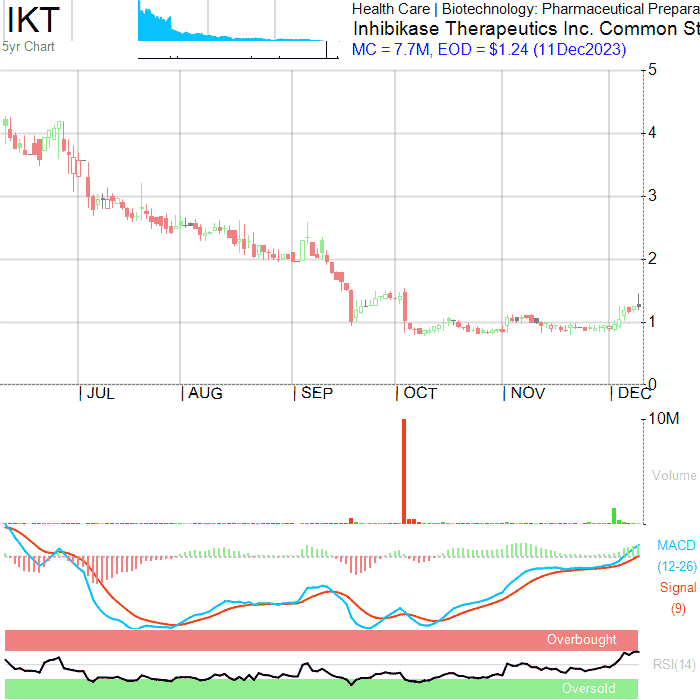 IKT
5yr Chart
Health Care | Biotechnology: Pharmaceutical Prepara
Inhibikase Therapeutics Inc. Common St
MC = 7.7M, EOD = $1.24 (11Dec2023)
5
4
3
2
1
0
JUL AUG SEP OCT NOV DEC
10M
Volume
MACD
(12-26)
Signal
(9)
Overbought
RSI(14)
Oversold